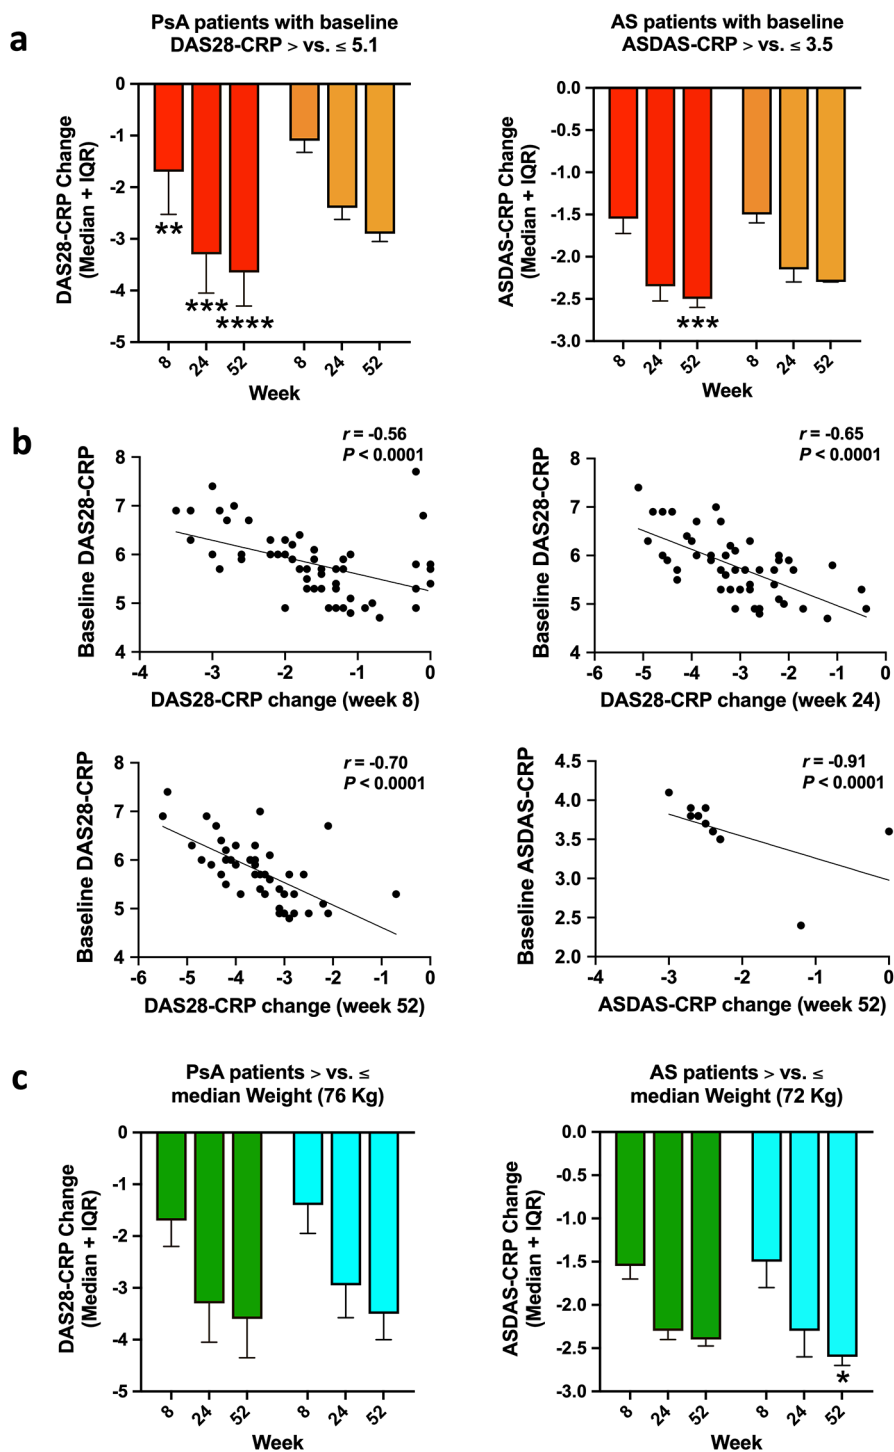 a
PsA patients with baseline
DAS28-CRP > vs. ≤ 5.1
DAS28-CRP Change
(Median + IQR)
0
-1
-2
-3
-4
-5
**
***
****
8
24
52
8
24
52
Week
AS patients with baseline
ASDAS-CRP > vs. ≤ 3.5
ASDAS-CRP Change
(Median + IQR)
0.0
-0.5
-1.0
-1.5
-2.0
-2.5
-3.0
***
8
24
52
8
24
52
Week
b
r = -0.56
P < 0.0001
Baseline DAS28-CRP
8
7
6
5
4
-4 -3 -2 -1 0
DAS28-CRP change (week 8)
r = -0.65
P < 0.0001
Baseline DAS28-CRP
8
7
6
5
4
-6 -5 -4 -3 -2 -1 0
DAS28-CRP change (week 24)
r = -0.70
P < 0.0001
Baseline DAS28-CRP
8
7
6
5
4
-6 -5 -4 -3 -2 -1 0
DAS28-CRP change (week 52)
r = -0.91
P < 0.0001
Baseline ASDAS-CRP
4.5
4.0
3.5
3.0
2.5
2.0
-4 -3 -2 -1 0
ASDAS-CRP change (week 52)
c
PsA patients > vs. ≤
median Weight (76 Kg)
DAS28-CRP Change
(Median + IQR)
0
-1
-2
-3
-4
-5
8
24
52
8
24
52
Week
AS patients > vs. ≤
median Weight (72 Kg)
ASDAS-CRP Change
(Median + IQR)
0.0
-0.5
-1.0
-1.5
-2.0
-2.5
-3.0
*
8
24
52
8
24
52
Week